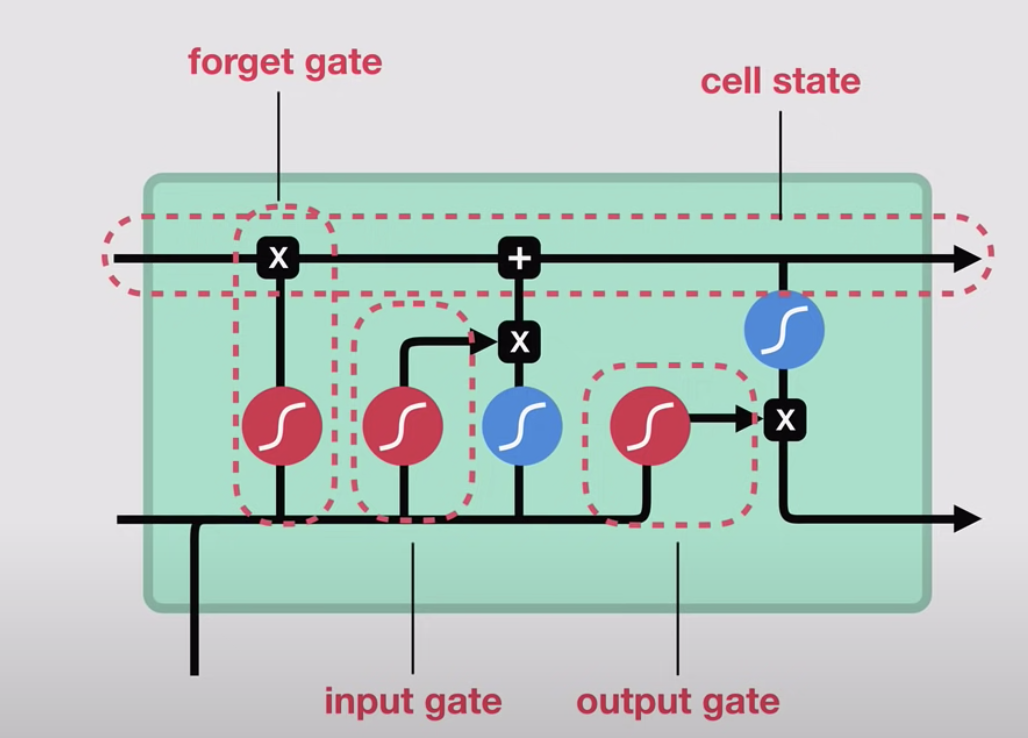 forget gate
cell state
X
+
X
X
input gate
output gate